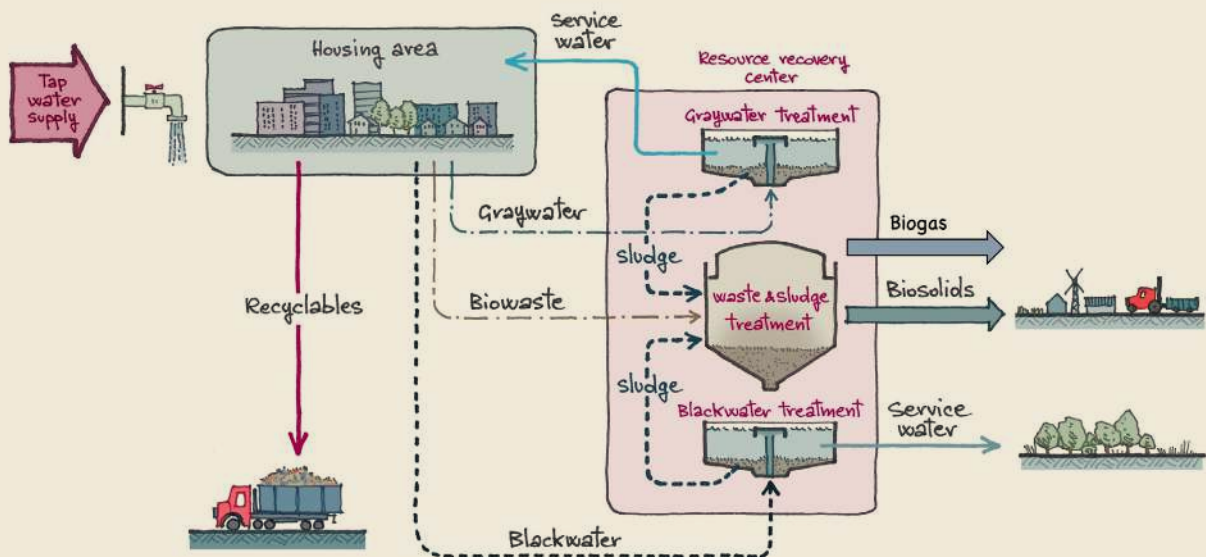 Tap
water
supply
Housing area
Service
water
Resource recovery
center
Graywater treatment
Graywater
Sludge
Biogas
Recyclables
Biowaste
waste & sludge
treatment
Biosolids
Sludge
Blackwater treatment
Service
water
Blackwater